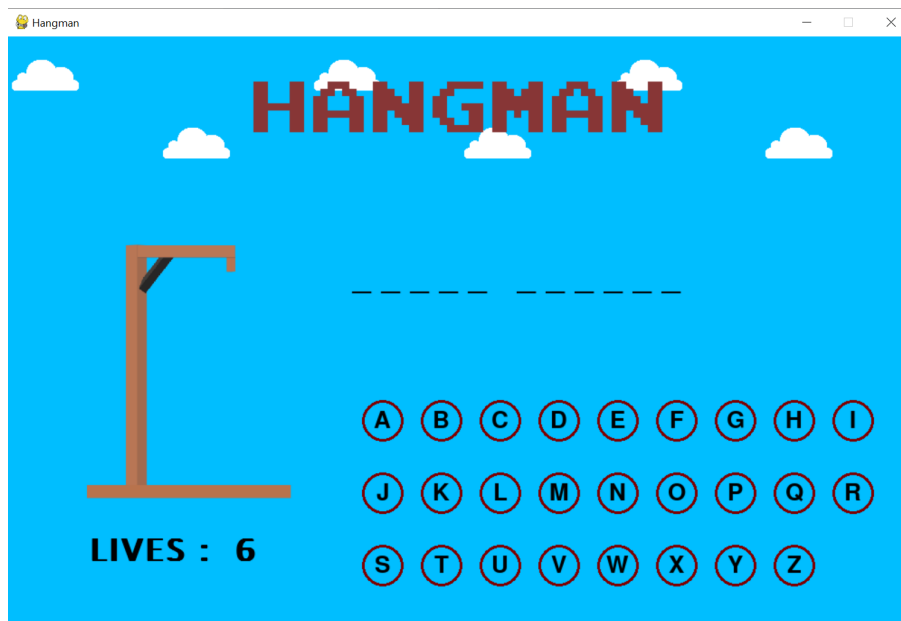 Hangman
HANGMAN
_ _ _ _ _  _ _ _ _ _ _
A B C D E F G H I
J K L M N O P Q R
S T U V W X Y Z
LIVES : 6